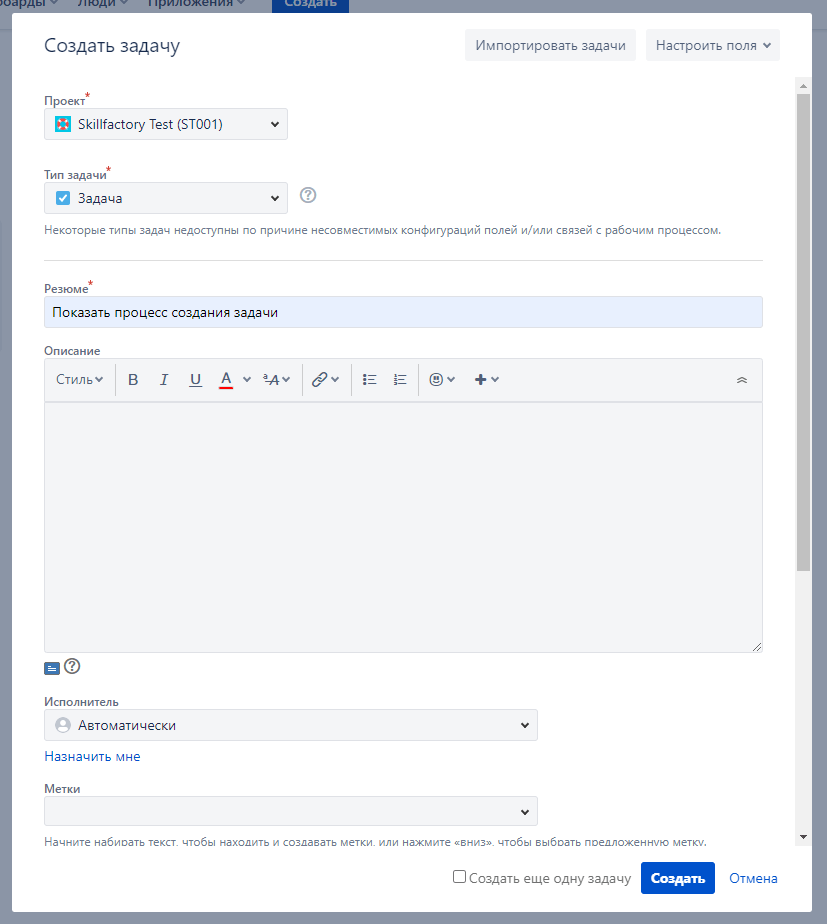 оарды Люди Приложения Создать
Создать задачу Импортировать задачи Настроить поля
Проект*
Skillfactory Test (ST001)
Тип задачи*
Задача
Некоторые типы задач недоступны по причине несовместимых конфигураций полей и/или связей с рабочим процессом.
Резюме*
Показать процесс создания задачи
Описание
Стиль B I U A ªA
Исполнитель
Автоматически
Назначить мне
Метки
Начните набирать текст, чтобы находить и создавать метки, или нажмите «вниз», чтобы выбрать предложенную метку.
Создать еще одну задачу Создать Отмена